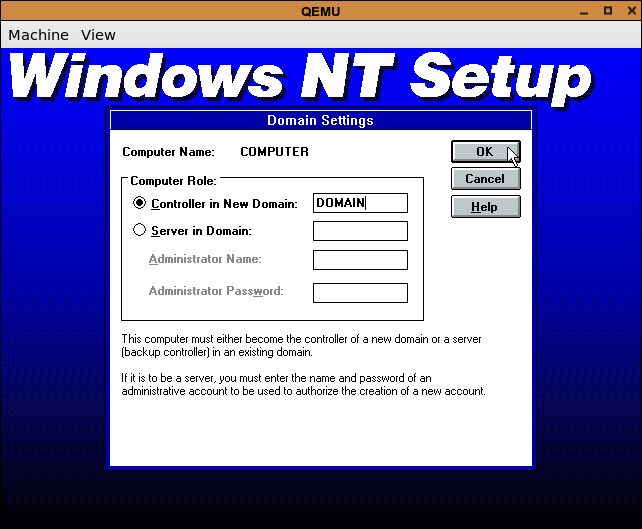 QEMU
Machine View
Windows NT Setup
Domain Settings
Computer Name: COMPUTER
OK
Cancel
Help
Computer Role:
Controller in New Domain: DOMAIN
Server in Domain:
Administrator Name:
Administrator Password:
This computer must either become the controller of a new domain or a server
(backup controller) in an existing domain.
If it is to be a server, you must enter the name and password of an
administrative account to be used to authorize the creation of a new account.